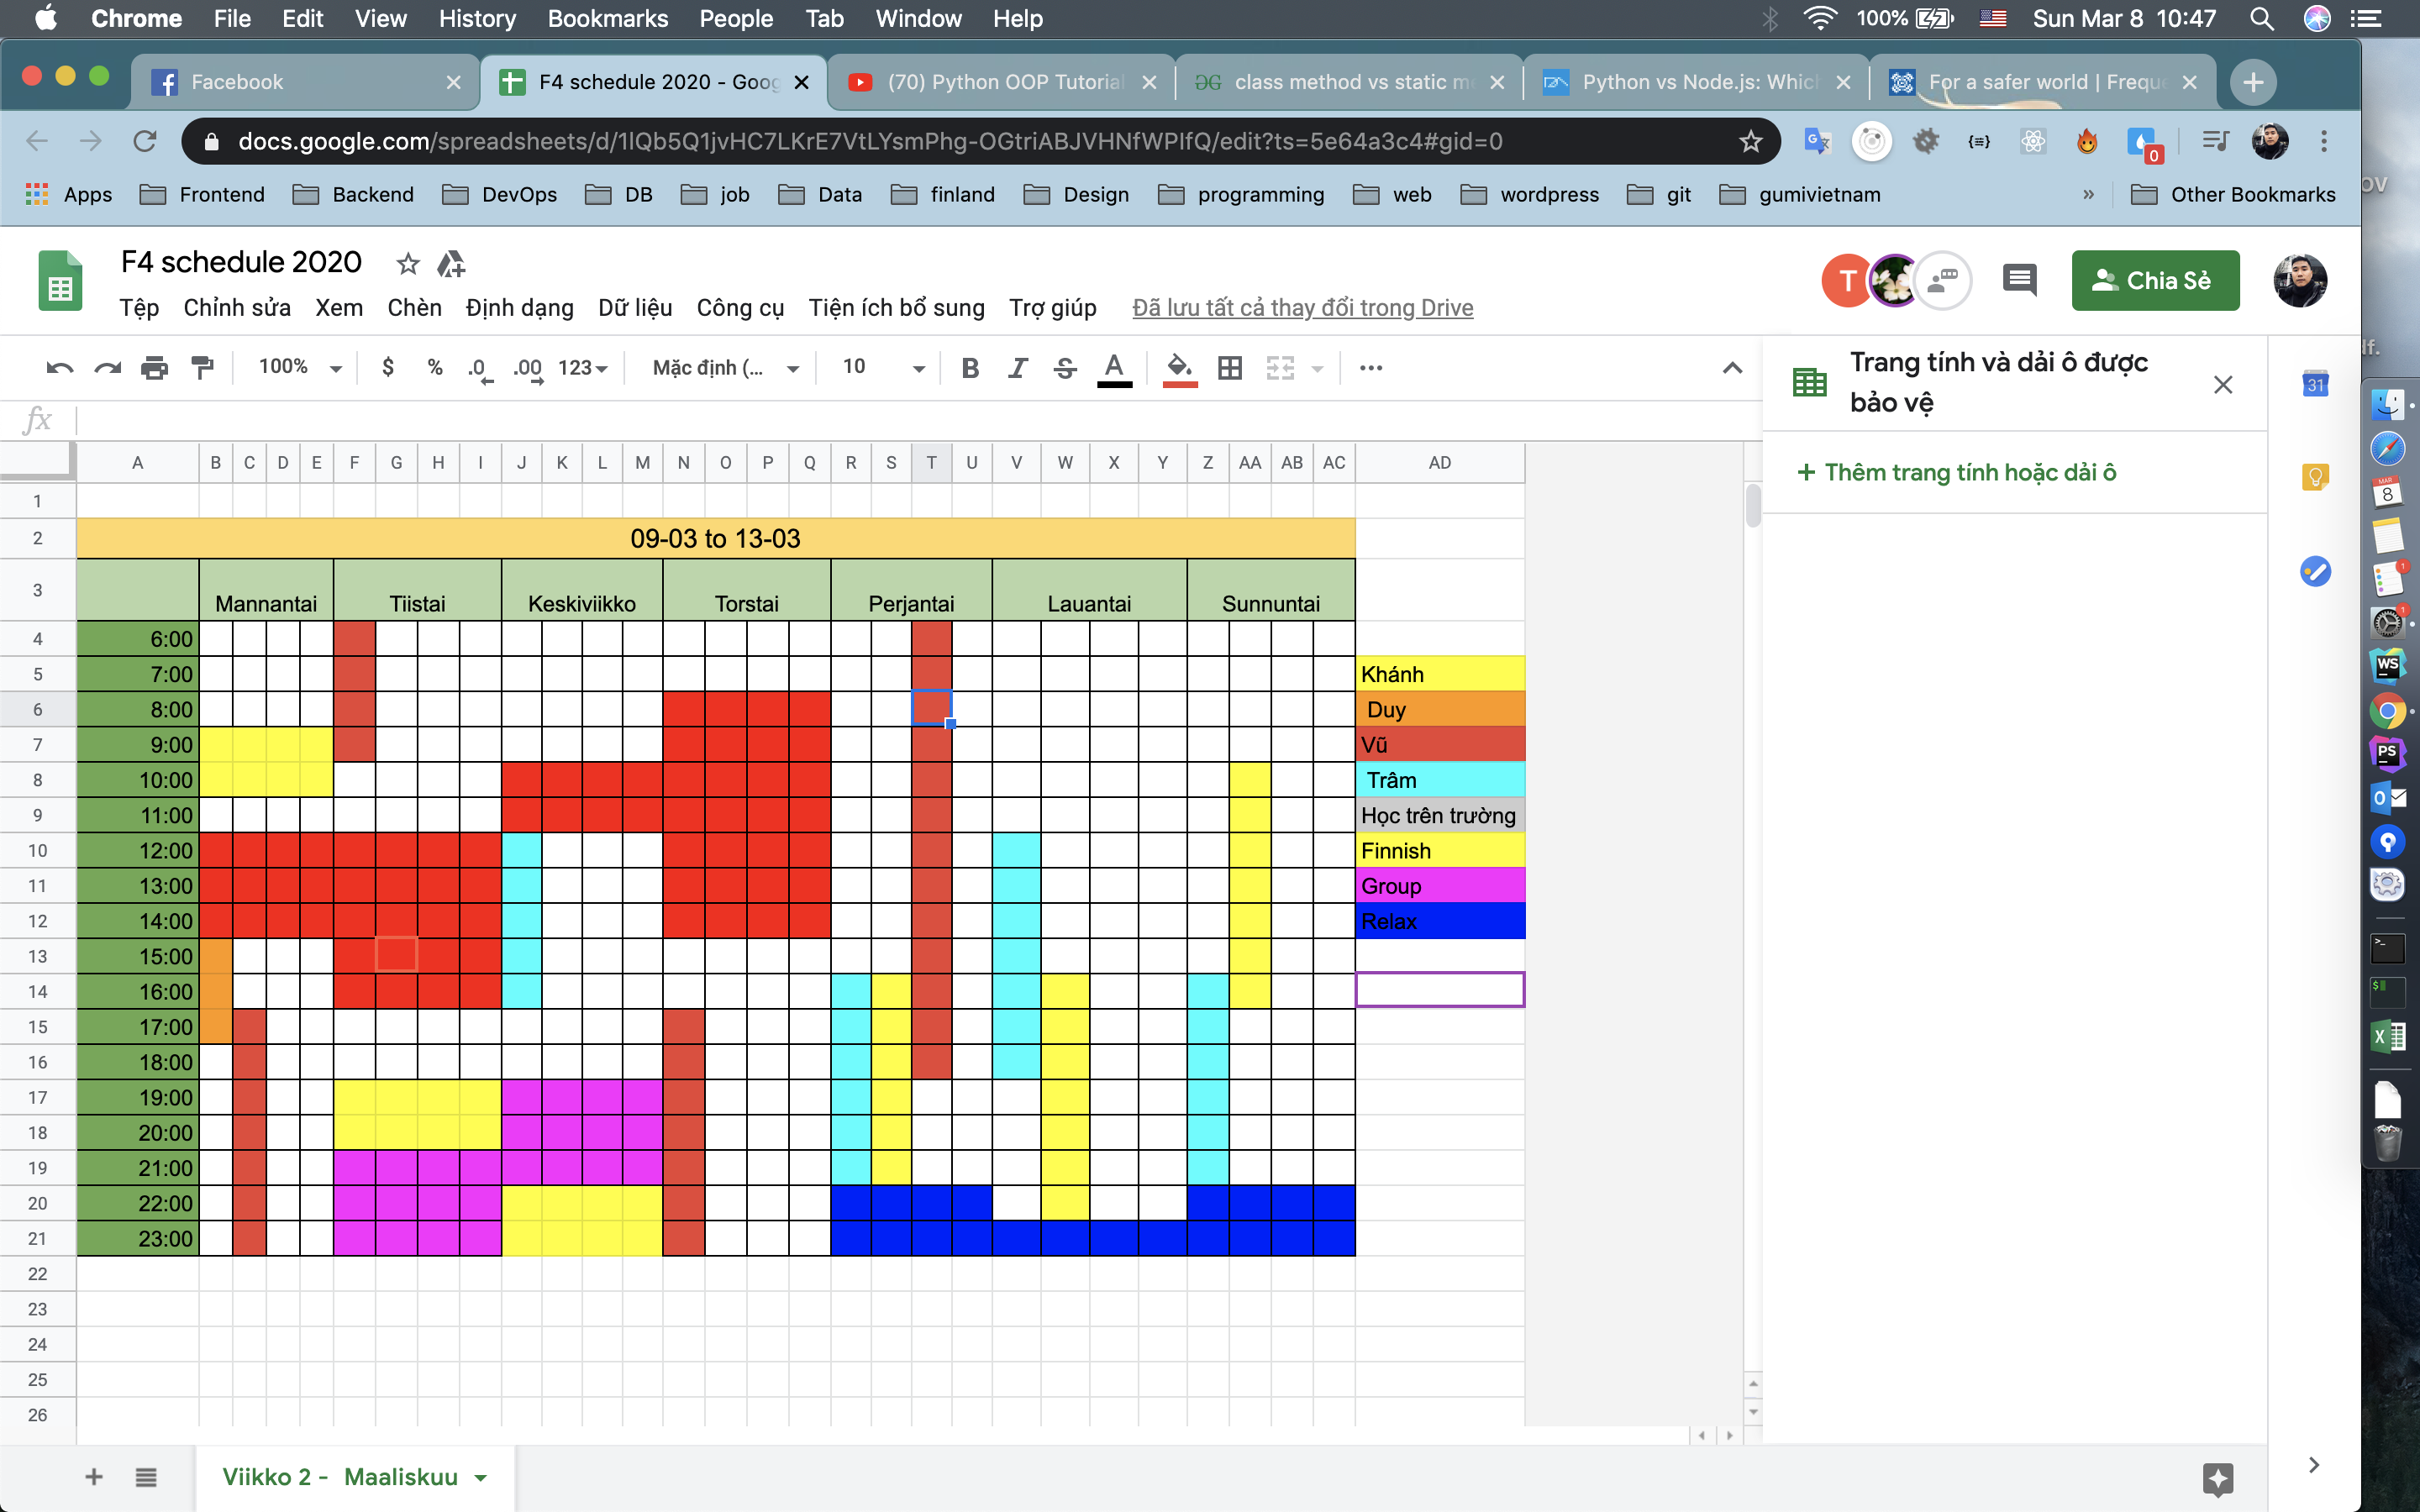 Chrome File Edit View History Bookmarks People Tab Window Help 100% Sun Mar 8 10:47
Facebook F4 schedule 2020 - Goog (70) Python OOP Tutorial class method vs static m Python vs Node.js: Whic For a safer world | Freque
docs.google.com/spreadsheets/d/1lQb5Q1jvHC7LKrE7VtLYsmPhg-OGtriABJVHNfWPIfQ/edit?ts=5e64a3c4#gid=0 0
Apps Frontend Backend DevOps DB job Data finland Design programming web wordpress git gumivietnam » Other Bookmarks
F4 schedule 2020
T Chia Sẻ
Tệp Chỉnh sửa Xem Chèn Định dạng Dữ liệu Công cụ Tiện ích bổ sung Trợ giúp Đã lưu tất cả thay đổi trong Drive
100% $ % .0 .00 123 Mặc định (... 10 B I S A ...
Trang tính và dải ô được
bảo vệ
31
fx
+ Thêm trang tính hoặc dải ô
A B C D E F G H I J K L M N O P Q R S T U V W X Y Z AA AB AC AD
1
2 09-03 to 13-03
3 Mannantai Tiistai Keskiviikko Torstai Perjantai Lauantai Sunnuntai
4 6:00
5 7:00 Khánh
6 8:00 Duy
7 9:00 Vũ
8 10:00 Trâm
9 11:00 Học trên trường
10 12:00 Finnish
11 13:00 Group
12 14:00 Relax
13 15:00
14 16:00
15 17:00
16 18:00
17 19:00
18 20:00
19 21:00
20 22:00
21 23:00
22
23
24
25
26
Viikko 2 - Maaliskuu
MAR
8
1
1
WS
PS